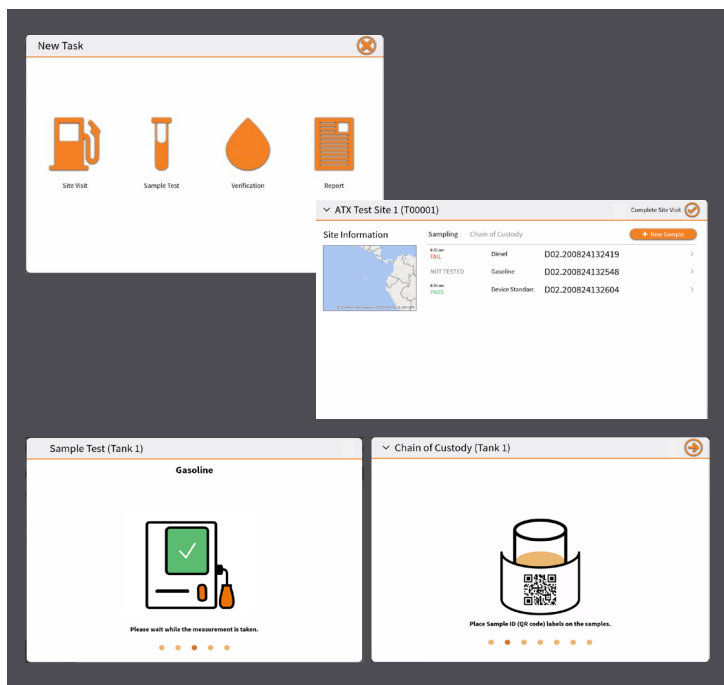 New Task
Site Visit
Sample Test
Verification
Report
ATX Test Site 1 (T00001)
Complete Site Visit
Site Information
Sampling
Chain of Custody
+ New Sample
FAIL
Diesel
D02.200824132419
NOT TESTED
Gasoline
D02.200824132548
PASS
Device Standard
D02.200824132604
Sample Test (Tank 1)
Gasoline
Please wait while the measurement is taken.
Chain of Custody (Tank 1)
Place Sample ID (QR code) labels on the samples.